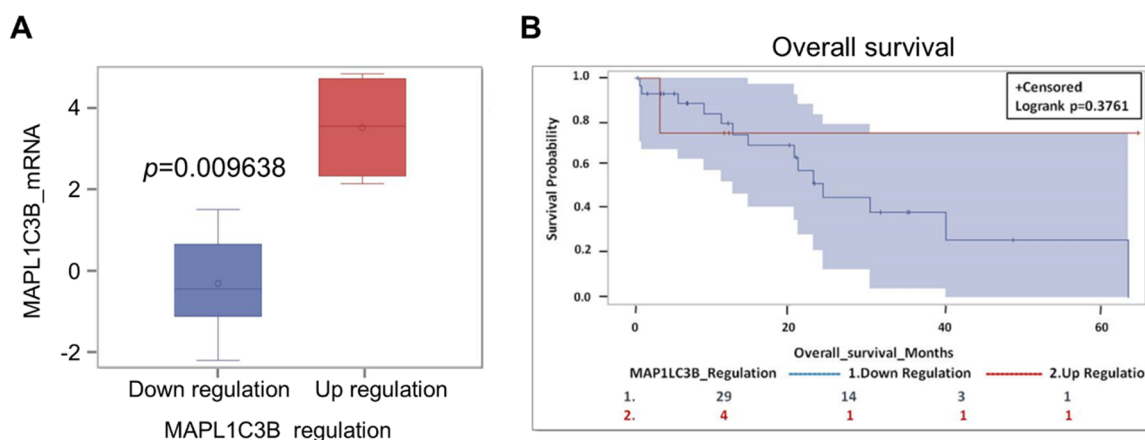 A
MAPL1C3B_mRNA
4
2
0
-2
p=0.009638
Down regulation
Up regulation
MAPL1C3B_regulation
B
Overall survival
+Censored
Logrank p=0.3761
Survival Probability
1.0
0.8
0.6
0.4
0.2
0.0
0 20 40 60
Overall_survival_Months
MAP1LC3B_Regulation 1.Down Regulation 2.Up Regulatio
1. 29 14 3 1
2. 4 1 1 1